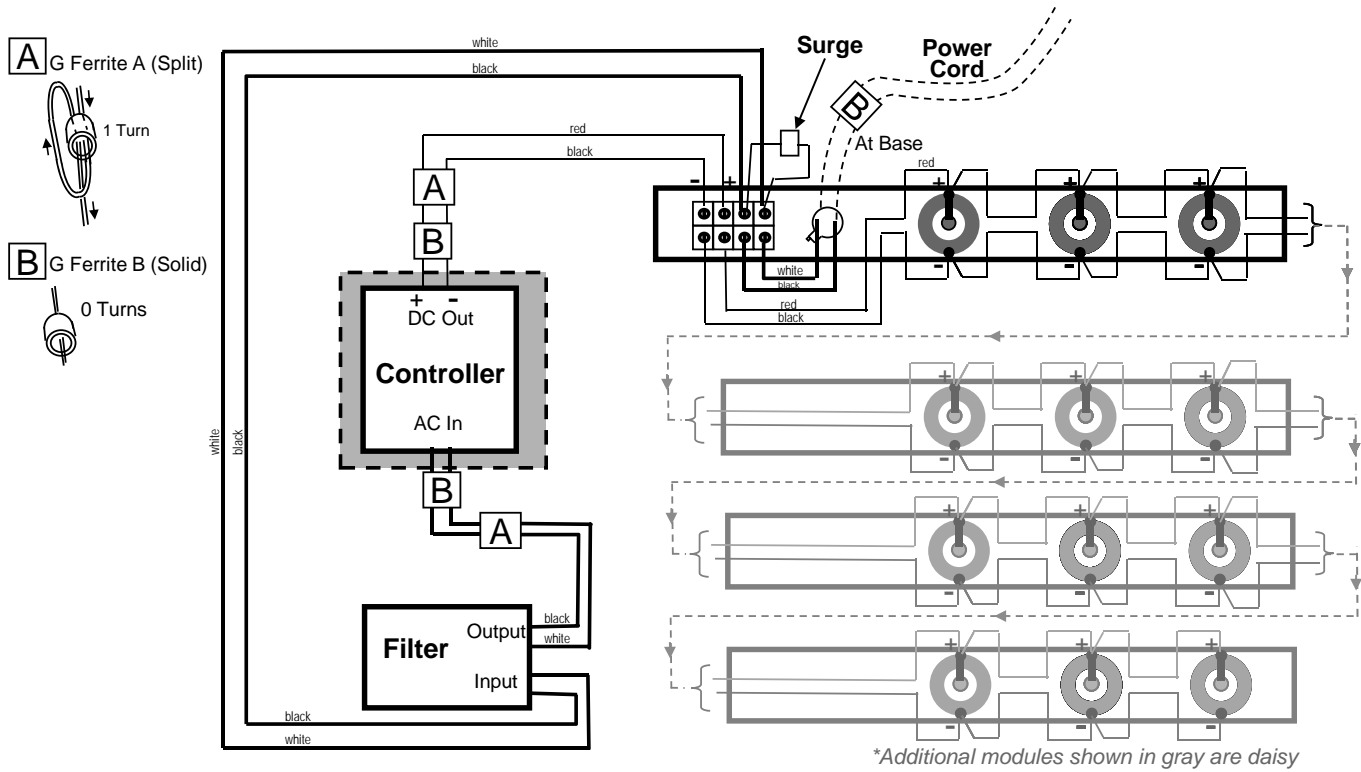 A G Ferrite A (Split)
1 Turn
B G Ferrite B (Solid)
0 Turns
white
black
red
black
A
B
+ -
DC Out
Controller
AC In
B
A
white
black
Filter
Output
Input
black
white
black
white
Surge
Power
Cord
B
At Base
- +
white
black
red
black
red
+ + +
- - -
+ + +
- - -
+ + +
- - -
+ + +
- - -
*Additional modules shown in gray are daisy